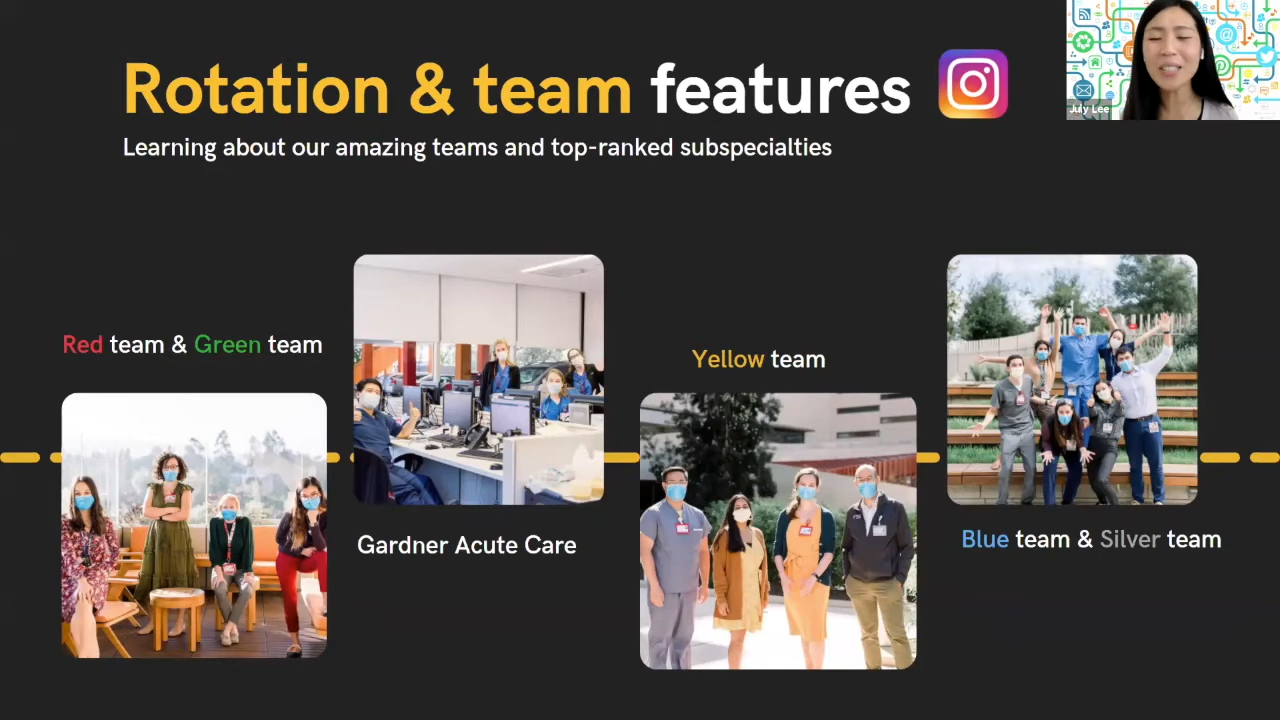 Rotation & team features
Learning about our amazing teams and top-ranked subspecialties
July Lee
Red team & Green team
Gardner Acute Care
Yellow team
Blue team & Silver team